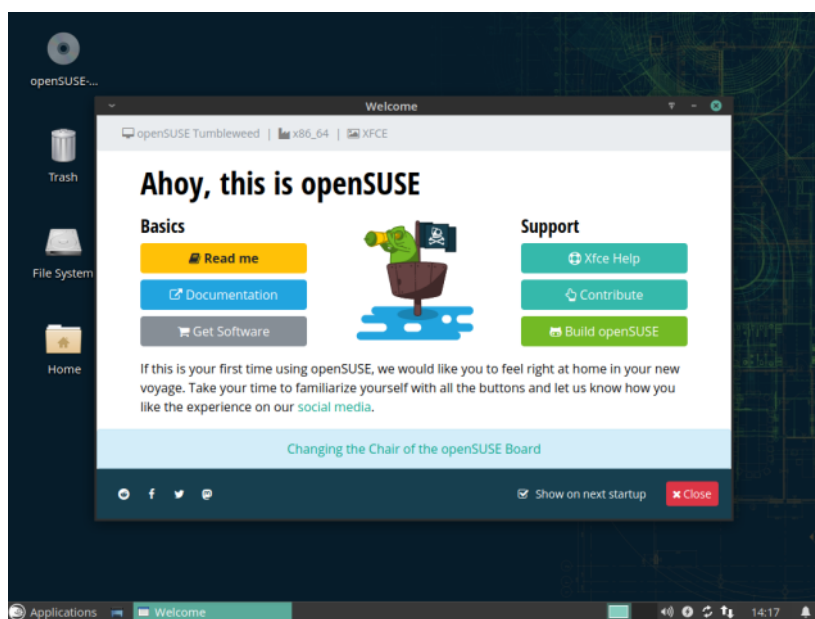 openSUSE-...
Trash
File System
Home
Welcome
openSUSE Tumbleweed | x86_64 | XFCE
Ahoy, this is openSUSE
Basics
Read me
Documentation
Get Software
Support
Xfce Help
Contribute
Build openSUSE
If this is your first time using openSUSE, we would like you to feel right at home in your new
voyage. Take your time to familiarize yourself with all the buttons and let us know how you
like the experience on our social media.
Changing the Chair of the openSUSE Board
Show on next startup
Close
Applications
Welcome
14:17